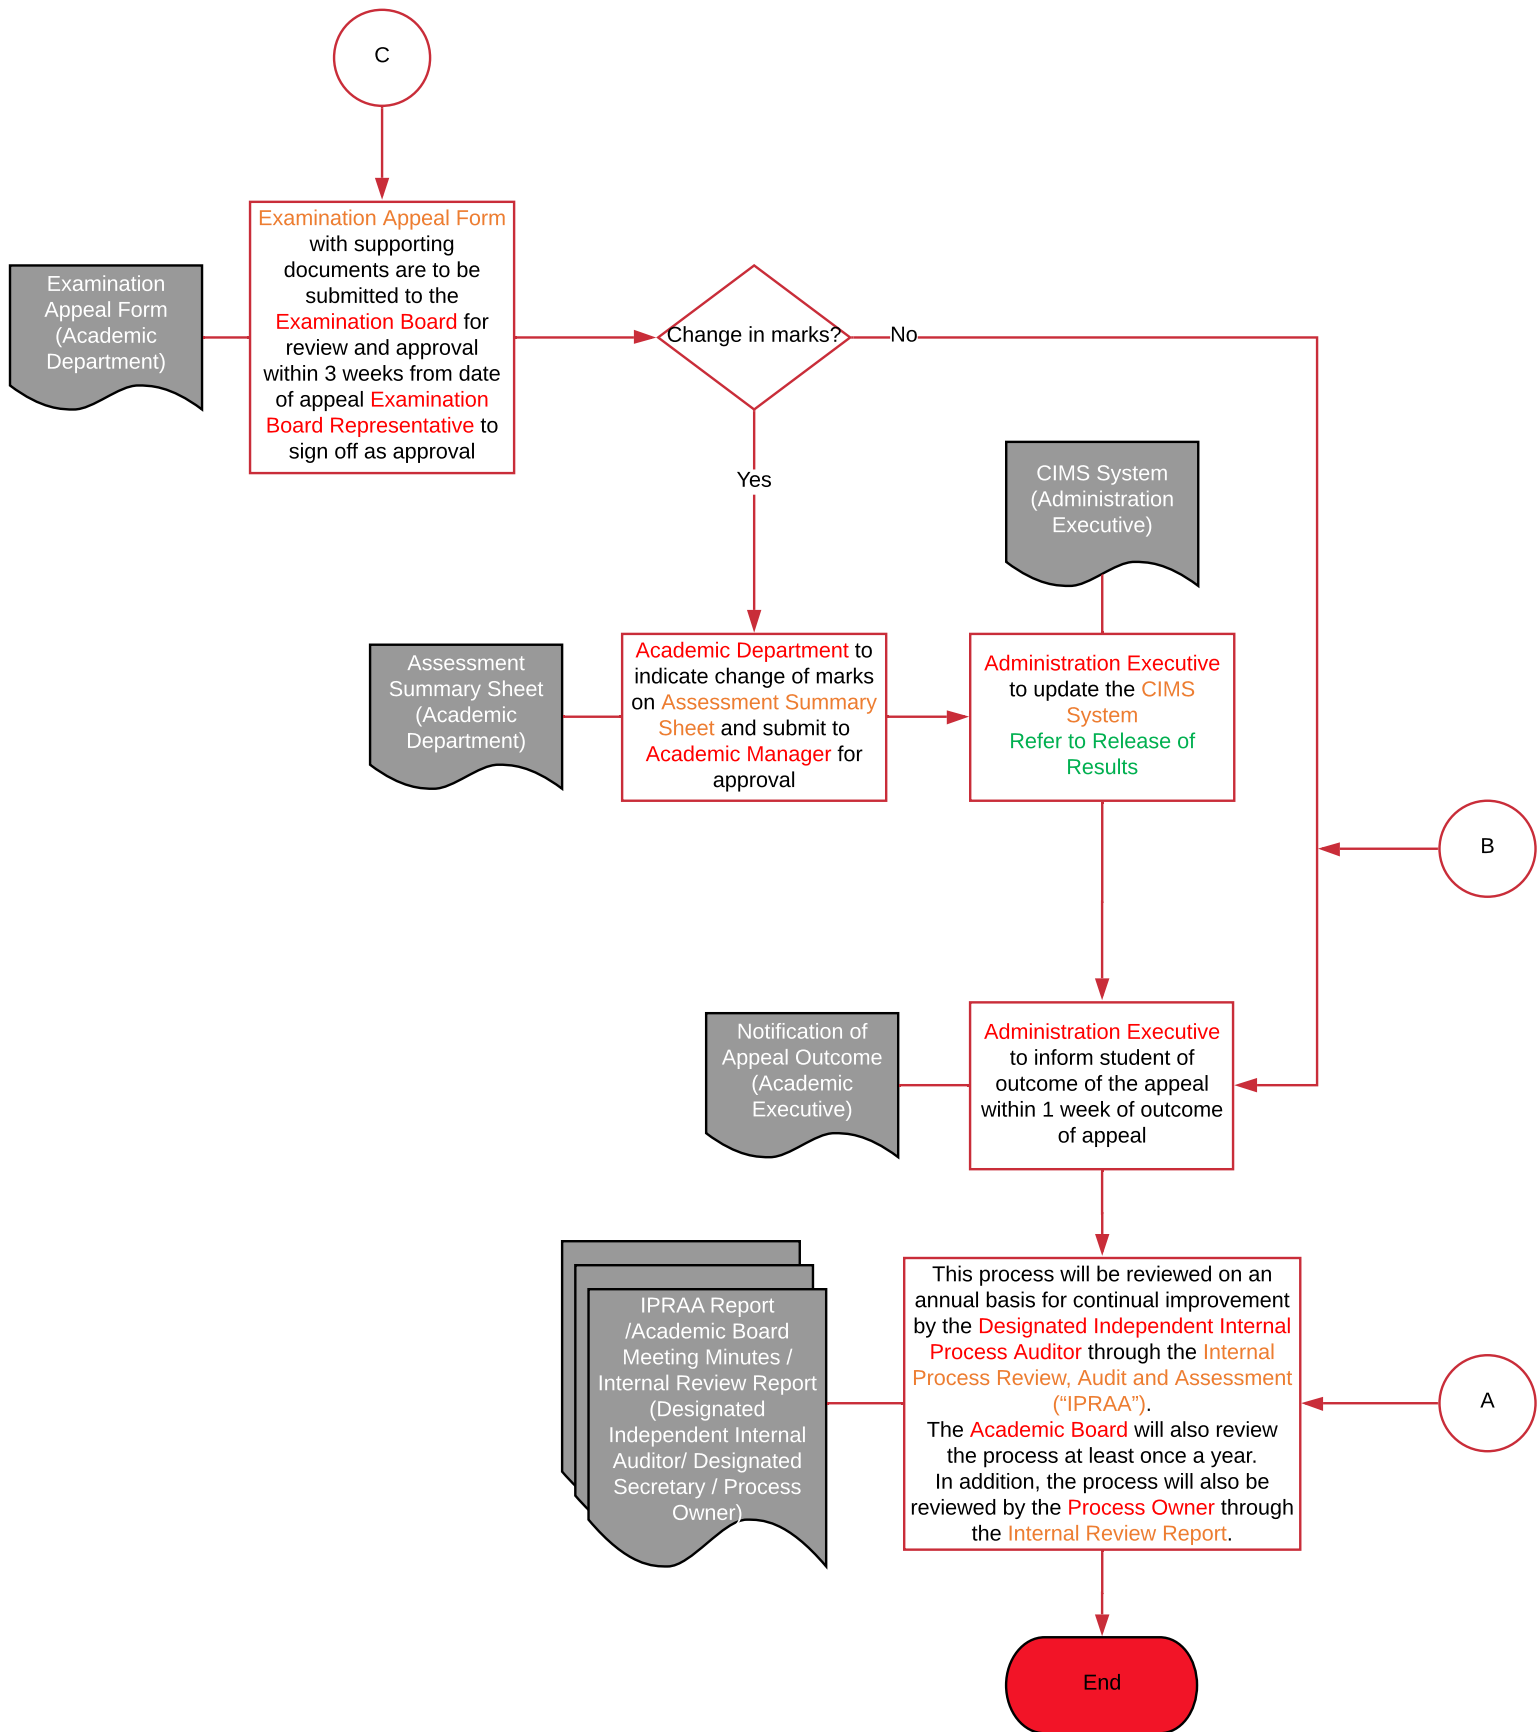 C
Examination Appeal Form
with supporting
documents are to be
submitted to the
Examination Board for
review and approval
within 3 weeks from date
of appeal Examination
Board Representative to
sign off as approval
Examination
Appeal Form
(Academic
Department)
Change in marks?
No
Yes
CIMS System
(Administration
Executive)
Assessment
Summary Sheet
(Academic
Department)
Academic Department to
indicate change of marks
on Assessment Summary
Sheet and submit to
Academic Manager for
approval
Administration Executive
to update the CIMS
System
Refer to Release of
Results
B
Notification of
Appeal Outcome
(Academic
Executive)
Administration Executive
to inform student of
outcome of the appeal
within 1 week of outcome
of appeal
IPRAA Report
/Academic Board
Meeting Minutes /
Internal Review Report
(Designated
Independent Internal
Auditor/ Designated
Secretary / Process
Owner)
This process will be reviewed on an
annual basis for continual improvement
by the Designated Independent Internal
Process Auditor through the Internal
Process Review, Audit and Assessment
(“IPRAA”).
The Academic Board will also review
the process at least once a year.
In addition, the process will also be
reviewed by the Process Owner through
the Internal Review Report.
A
End